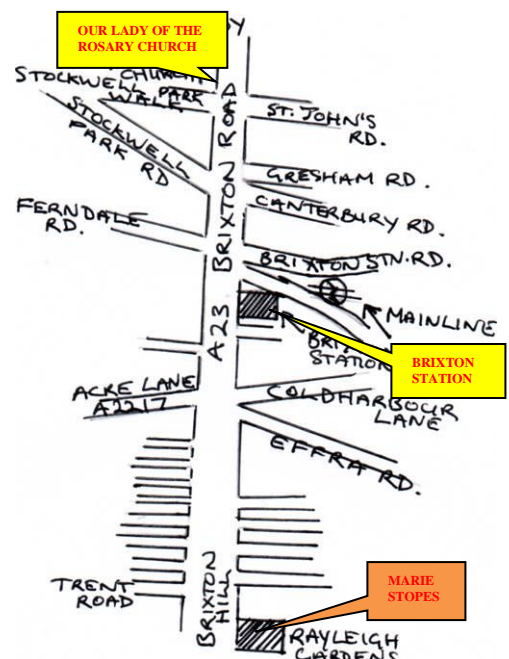 OUR LADY OF THE
ROSARY CHURCH
STOCKWELL PARK
WALK
STOCKWELL
PARK RD
ST. JOHN'S
RD.
GRESHAM RD.
CANTERBURY RD.
FERNDALE
RD.
BRIXTON ROAD
BRIXTON STN. RD.
MAINLINE
A23
BRIXTON
STATION
ACRE LANE
A2217
COLDHARBOUR
LANE
EFFRA RD.
TRENT
ROAD
BRIXTON
HILL
MARIE
STOPES
RAYLEIGH
GARDENS